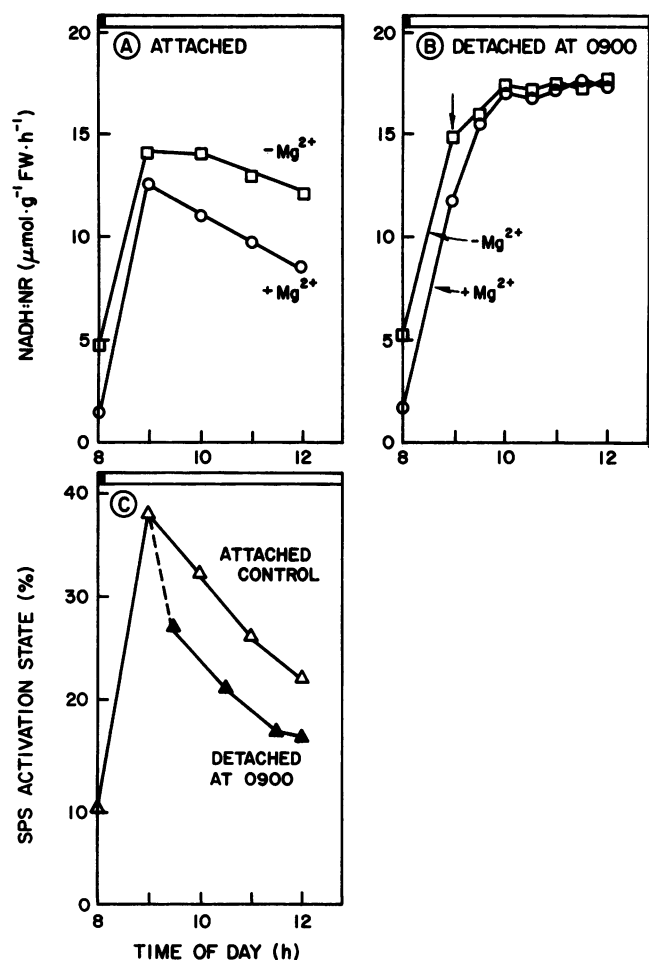 20
15
10
5
0
NADH:NR (μmol·g⁻¹ FW·h⁻¹)
Ⓐ ATTACHED
−Mg²⁺
+Mg²⁺
8
10
12
20
15
10
5
0
Ⓑ DETACHED AT 0900
−Mg²⁺
+Mg²⁺
8
10
12
40
30
20
10
0
SPS ACTIVATION STATE (%)
Ⓒ
ATTACHED
CONTROL
DETACHED
AT 0900
8
10
12
TIME OF DAY (h)